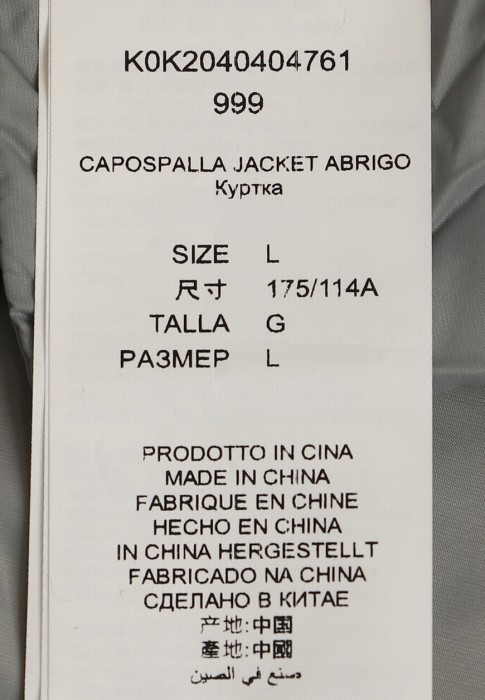 K0K2040404761
999
CAPOSPALLA JACKET ABRIGO
Куртка
SIZE L
尺寸 175/114A
TALLA G
РАЗМЕР L
PRODOTTO IN CINA
MADE IN CHINA
FABRIQUE EN CHINE
HECHO EN CHINA
IN CHINA HERGESTELLT
FABRICADO NA CHINA
СДЕЛАНО В КИТАЕ
产地:中国
產地:中國
صنع في الصين